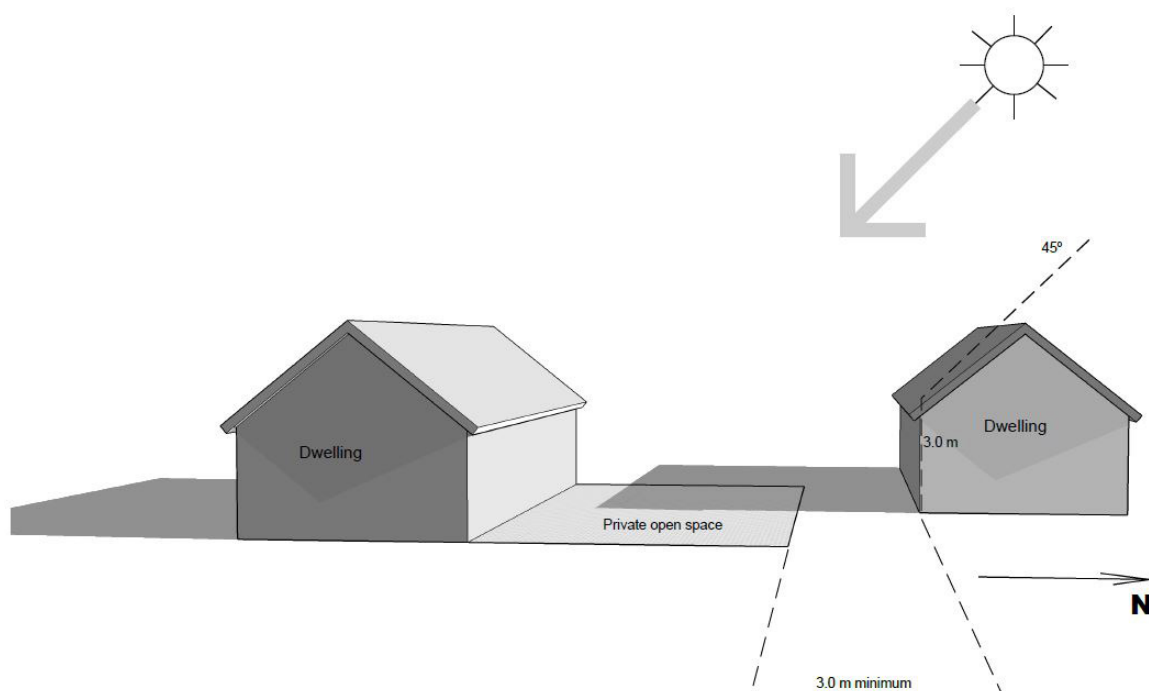 45º
Dwelling
3.0 m
Dwelling
Private open space
N
3.0 m minimum